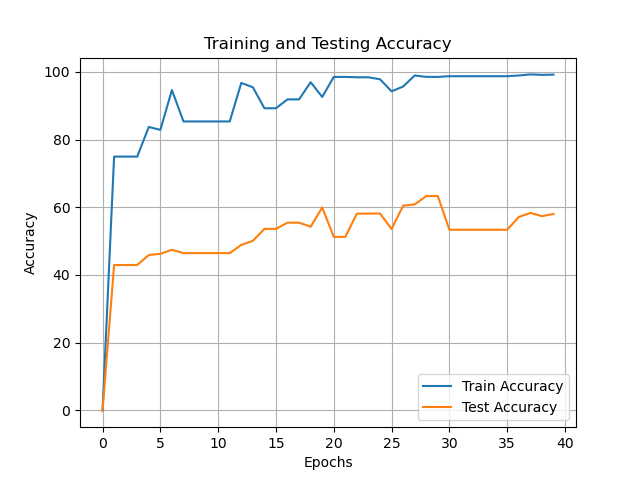 Training and Testing Accuracy
100
80
60
40
20
0
Accuracy
0 5 10 15 20 25 30 35 40
Epochs
Train Accuracy
Test Accuracy